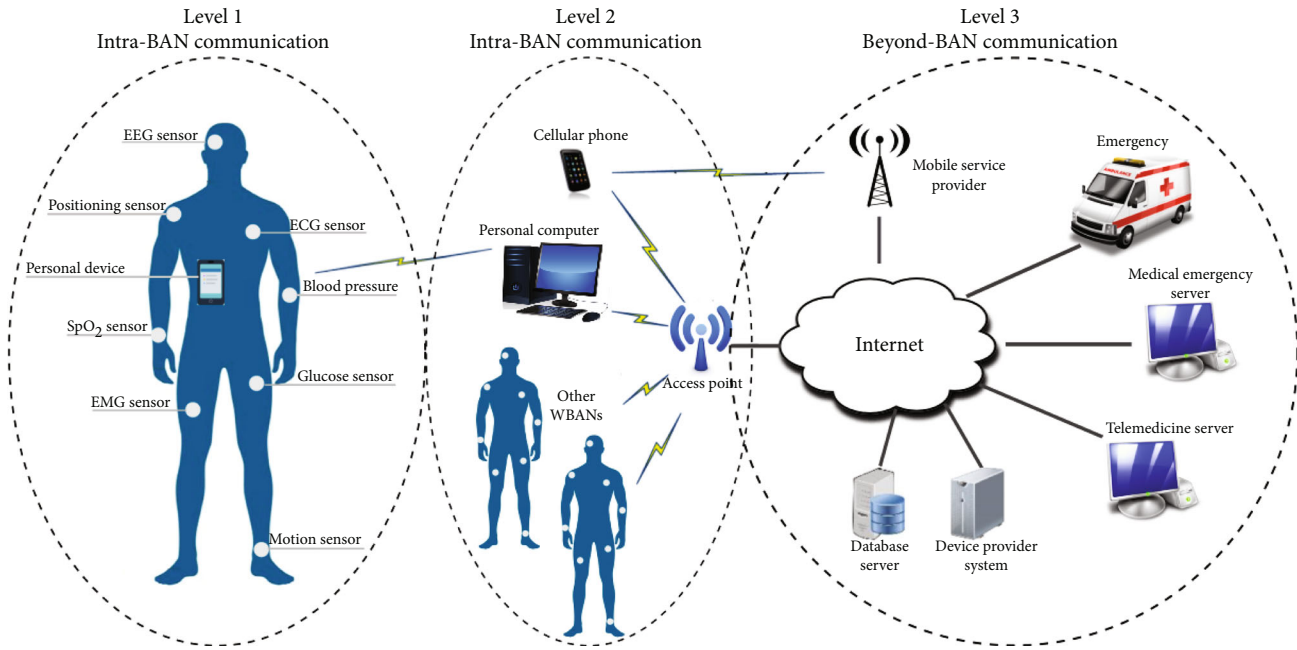 Level 1
Intra-BAN communication
EEG sensor
Positioning sensor
ECG sensor
Personal device
Blood pressure
SpO₂ sensor
Glucose sensor
EMG sensor
Motion sensor
Level 2
Intra-BAN communication
Cellular phone
Personal computer
Access point
Other
WBANs
Level 3
Beyond-BAN communication
Mobile service
provider
Emergency
AMBULANCE
Medical emergency
server
Internet
Telemedicine server
Database
server
Device provider
system